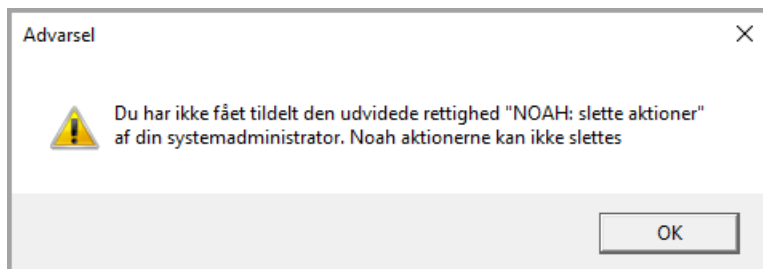 Advarsel
Du har ikke fået tildelt den udvidede rettighed "NOAH: slette aktioner"
af din systemadministrator. Noah aktionerne kan ikke slettes
OK